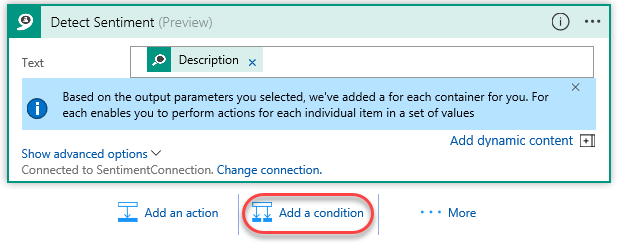 Detect Sentiment (Preview)
Text
Description
Based on the output parameters you selected, we've added a for each container for you. For
each enables you to perform actions for each individual item in a set of values
Add dynamic content
Show advanced options
Connected to SentimentConnection. Change connection.
Add an action
Add a condition
More